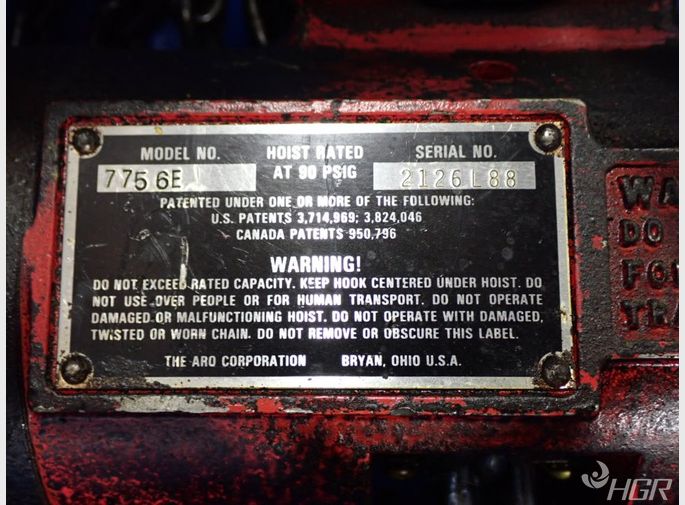 MODEL NO. HOIST RATED SERIAL NO.
7756E AT 90 PSIG 2126L88
PATENTED UNDER ONE OR MORE OF THE FOLLOWING:
U.S. PATENTS 3,714,969; 3,824,046
CANADA PATENTS 950,796
WARNING!
DO NOT EXCEED RATED CAPACITY. KEEP HOOK CENTERED UNDER HOIST. DO
NOT USE OVER PEOPLE OR FOR HUMAN TRANSPORT. DO NOT OPERATE
DAMAGED OR MALFUNCTIONING HOIST. DO NOT OPERATE WITH DAMAGED,
TWISTED OR WORN CHAIN. DO NOT REMOVE OR OBSCURE THIS LABEL.
THE ARO CORPORATION BRYAN, OHIO U.S.A.
WA
DO
FO
TRA
HGR